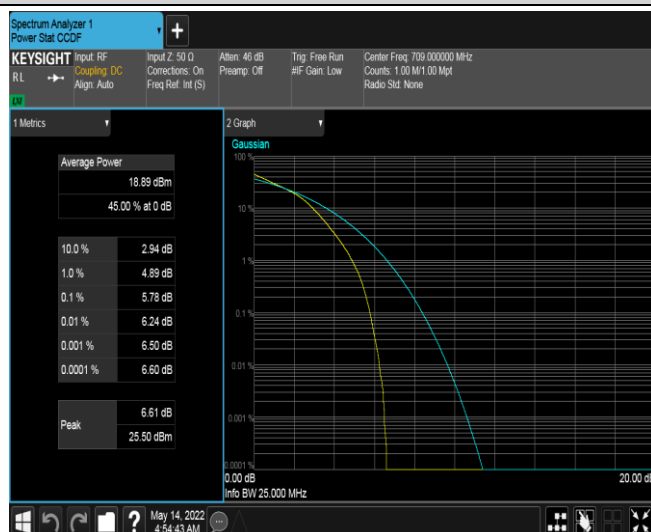 Spectrum Analyzer 1
Power Stat CCDF
+
KEYSIGHT
RL
LXI
Input: RF
Coupling: DC
Align: Auto
Input Z: 50 Ω
Corrections: On
Freq Ref: Int (S)
Atten: 46 dB
Preamp: Off
Trig: Free Run
#IF Gain: Low
Center Freq: 709.000000 MHz
Counts: 1.00 M/1.00 Mpt
Radio Std: None
1 Metrics
Average Power
18.89 dBm
45.00 % at 0 dB
10.0 % 2.94 dB
1.0 % 4.89 dB
0.1 % 5.78 dB
0.01 % 6.24 dB
0.001 % 6.50 dB
0.0001 % 6.60 dB
Peak
6.61 dB
25.50 dBm
2 Graph
Gaussian
100 %
10 %
1 %
0.1 %
0.01 %
0.001 %
0.0001 %
0.00 dB
20.00 dB
Info BW 25.000 MHz
?
May 14, 2022
4:54:43 AM